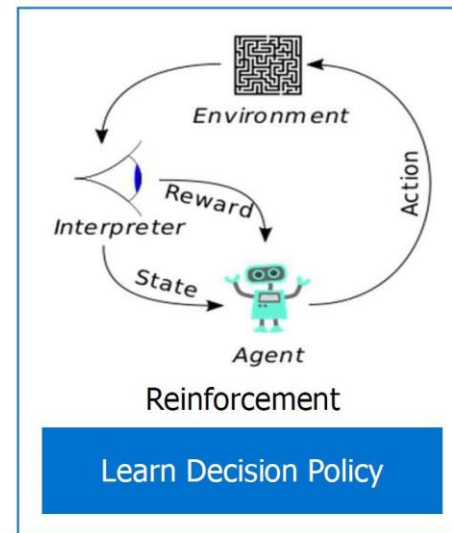 Environment
Reward
Interpreter
Action
State
Agent
Reinforcement
Learn Decision Policy